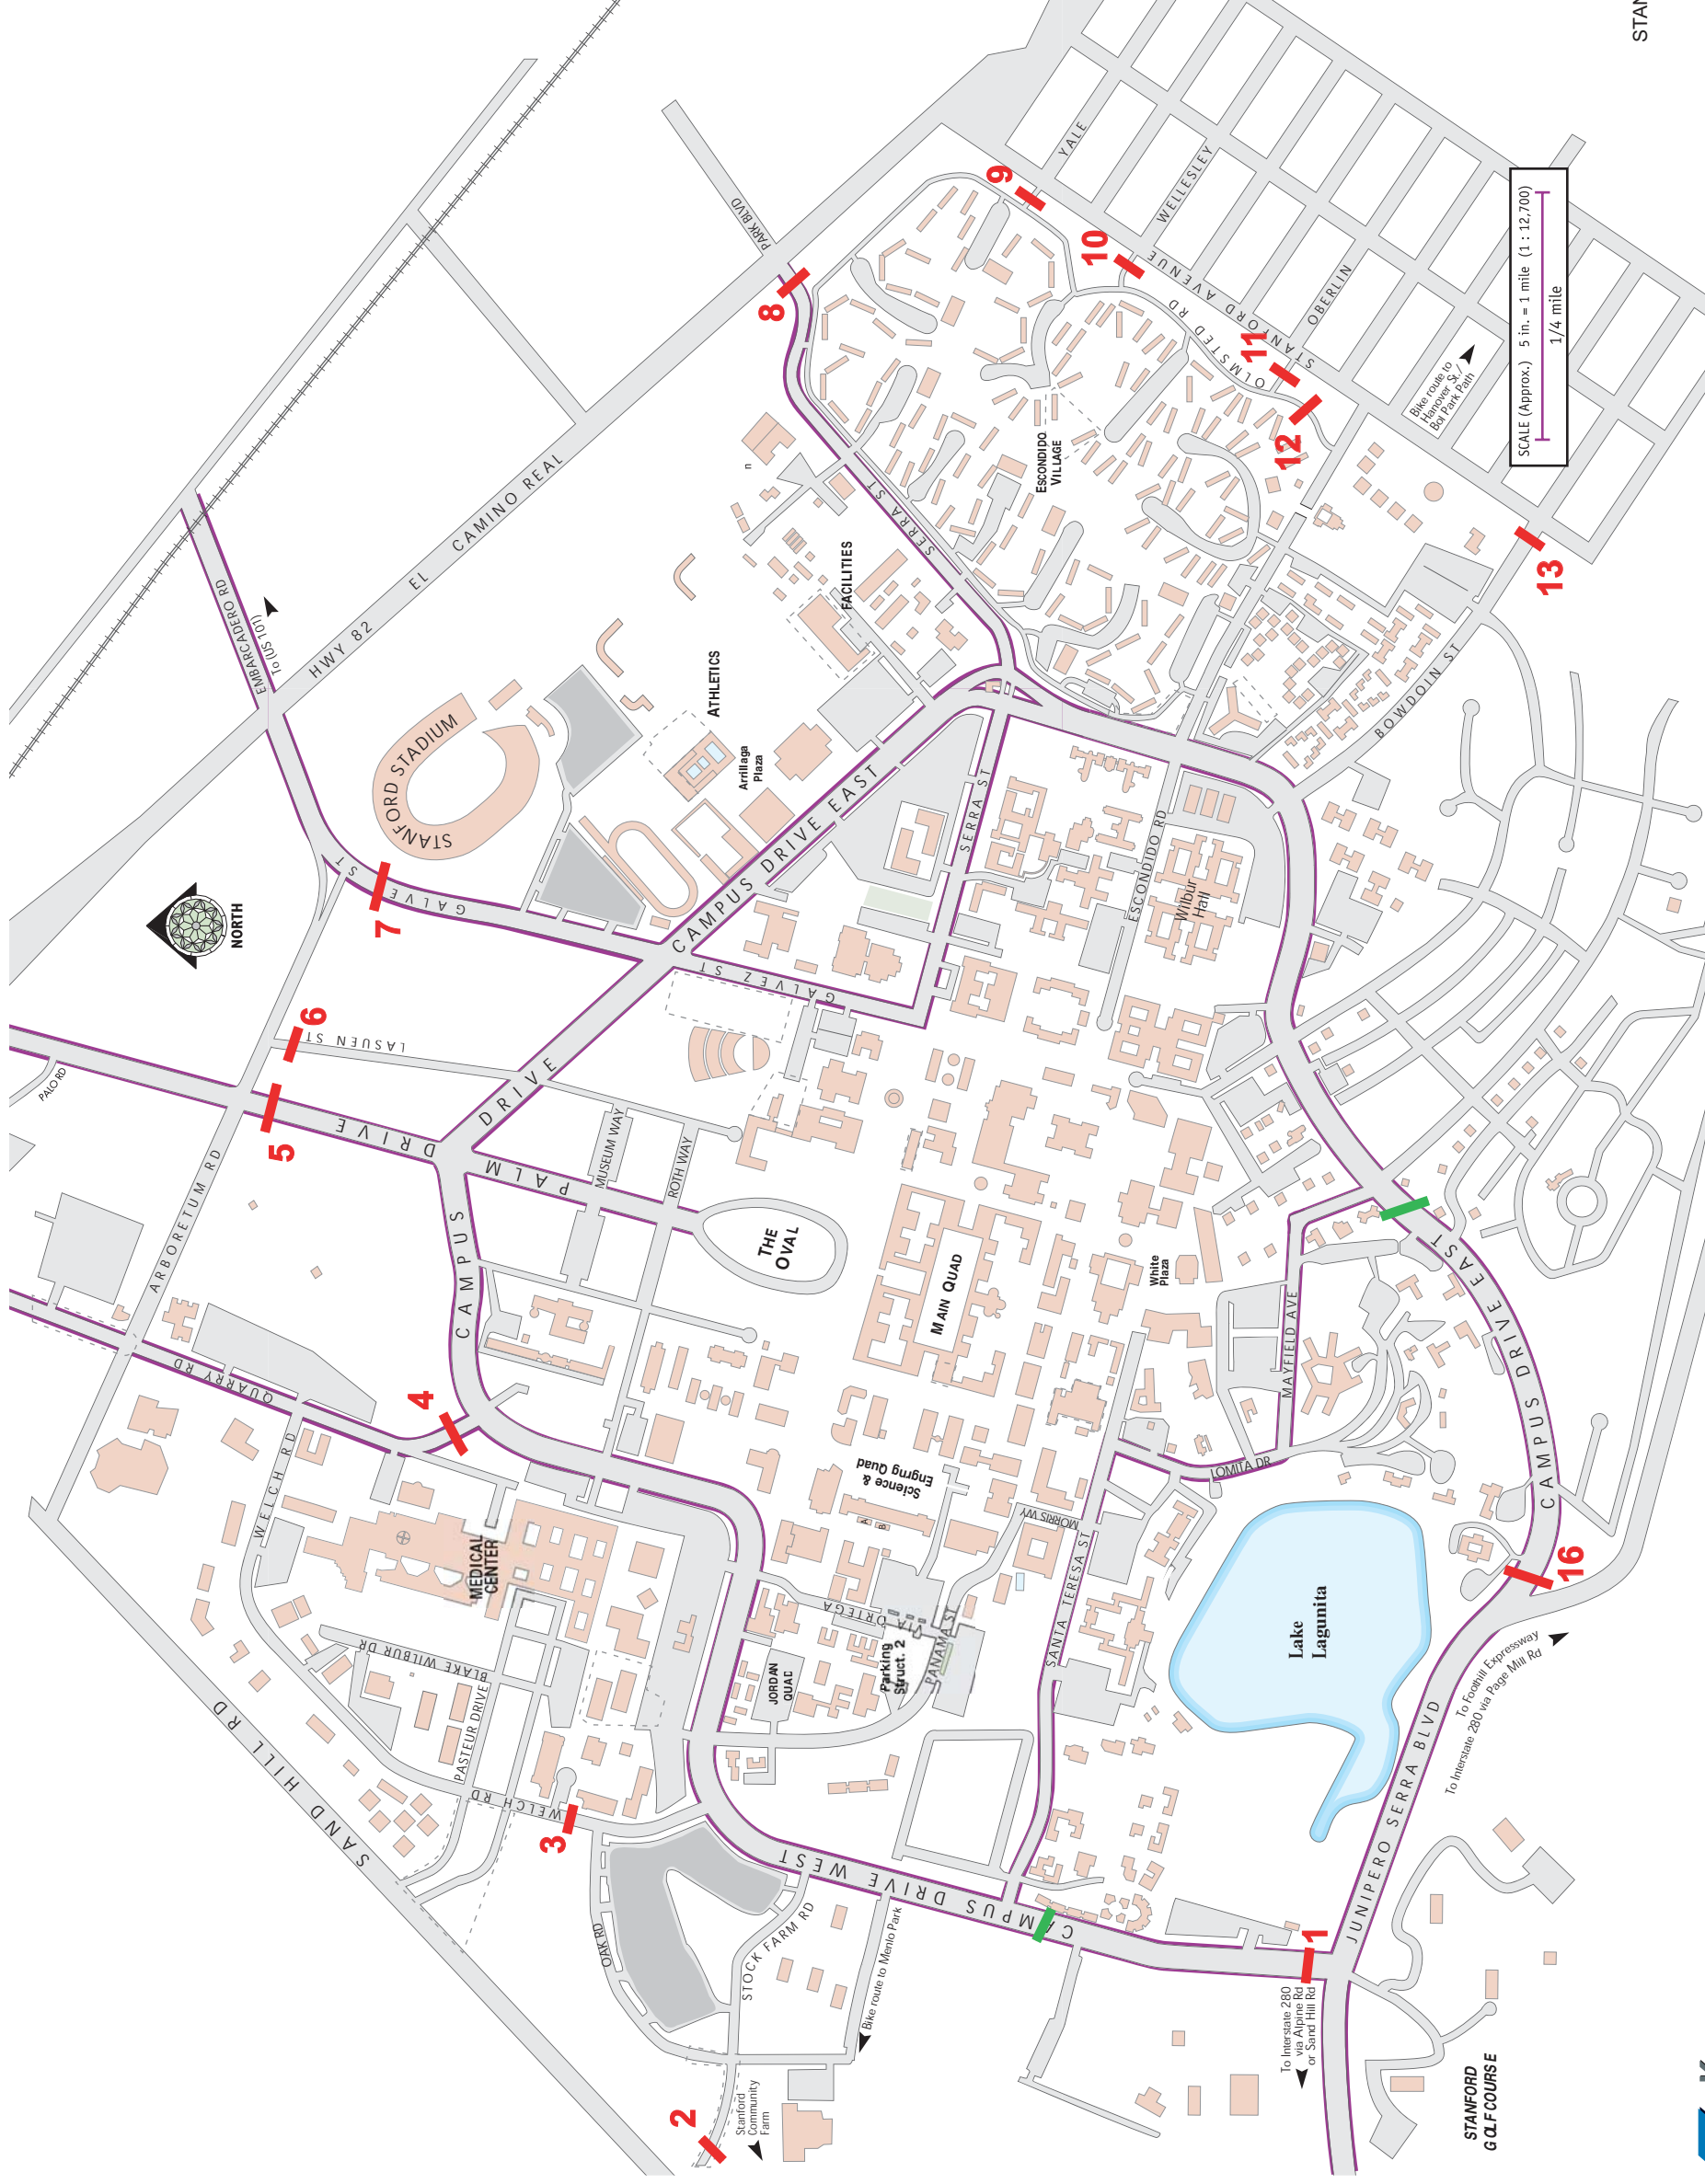 STAN
PARK BLVD
YALE
WELLESLEY
9
10
8
STANFORD AVENUE
OBERLIN
OLMSTED RD
11
12
13
SCALE (Approx.) 5 in. = 1 mile (1 : 12,700)
1/4 mile
Bike route to
Hanover St./
Bol Park Path
EMBARCADERO RD
To (US 101)
HWY 82
EL CAMINO REAL
SERRA ST
ESCONDIDO
VILLAGE
n
FACILITIES
ATHLETICS
Arrillaga
Plaza
STANFORD STADIUM
NORTH
7
GALVE
ST
BOWDOIN ST
CAMPUS DRIVE EAST
SERRA ST
ESCONDIDO RD
Wilbur
Hall
GALVEZ ST
6
LASUEN ST
PALO RD
5
PALM
DRIVE
CAMPUS
DRIVE
MUSEUM WAY
ROTH WAY
THE
OVAL
ARBORETUM RD
QUARRY RD
4
WELCH RD
MAIN QUAD
White
Plaza
MAYFIELD AVE
CAMPUS DRIVE EAST
LOMITA DR
Science &
Engrng Quad
A
B
MORRIS WY
SANTA TERESA ST
MEDICAL
CENTER
BLAKE WILBUR DR
PASTEUR DRIVE
WELCH RD
3
VIA ORTEGA
PANAMA ST
Parking
Struct. 2
JORDAN
QUAD
Lake
Lagunita
16
To Foothill Expressway
To Interstate 280 via Page Mill Rd
JUNIPERO SERRA BLVD
SAND HILL RD
OAK RD
STOCK FARM RD
CAMPUS DRIVE WEST
Bike route to Menlo Park
1
To Interstate 280
via Alpine Rd
or Sand Hill Rd
2
Stanford
Community
Farm
STANFORD
GOLF COURSE